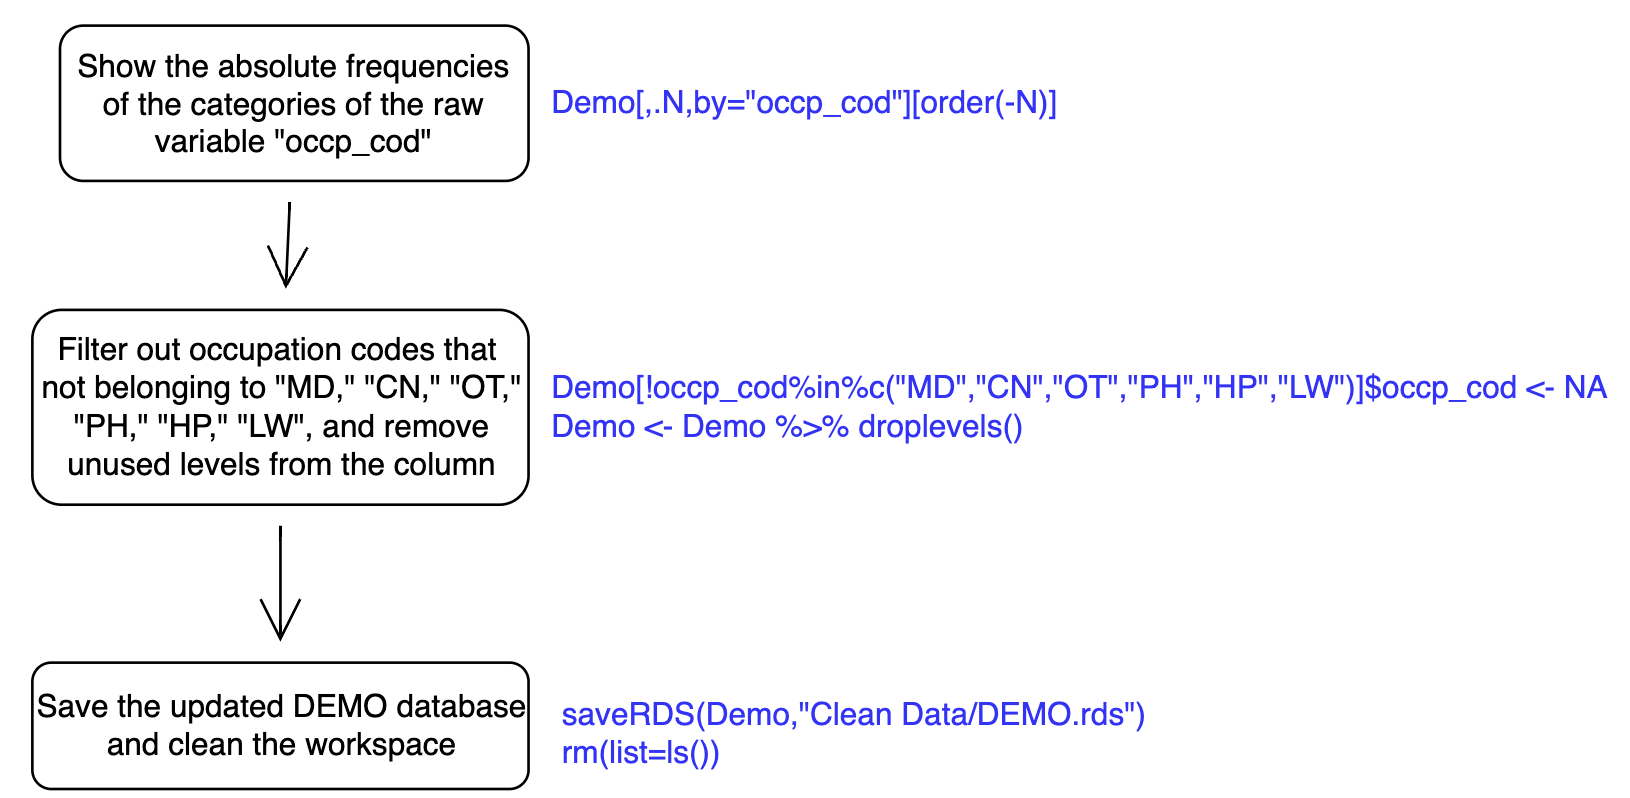 Show the absolute frequencies
of the categories of the raw
variable "occp_cod"
Demo[,.N,by="occp_cod"][order(-N)]
Filter out occupation codes that
not belonging to "MD," "CN," "OT,"
"PH," "HP," "LW", and remove
unused levels from the column
Demo[!occp_cod%in%c("MD","CN","OT","PH","HP","LW")]$occp_cod <- NA
Demo <- Demo %>% droplevels()
Save the updated DEMO database
and clean the workspace
saveRDS(Demo,"Clean Data/DEMO.rds")
rm(list=ls())